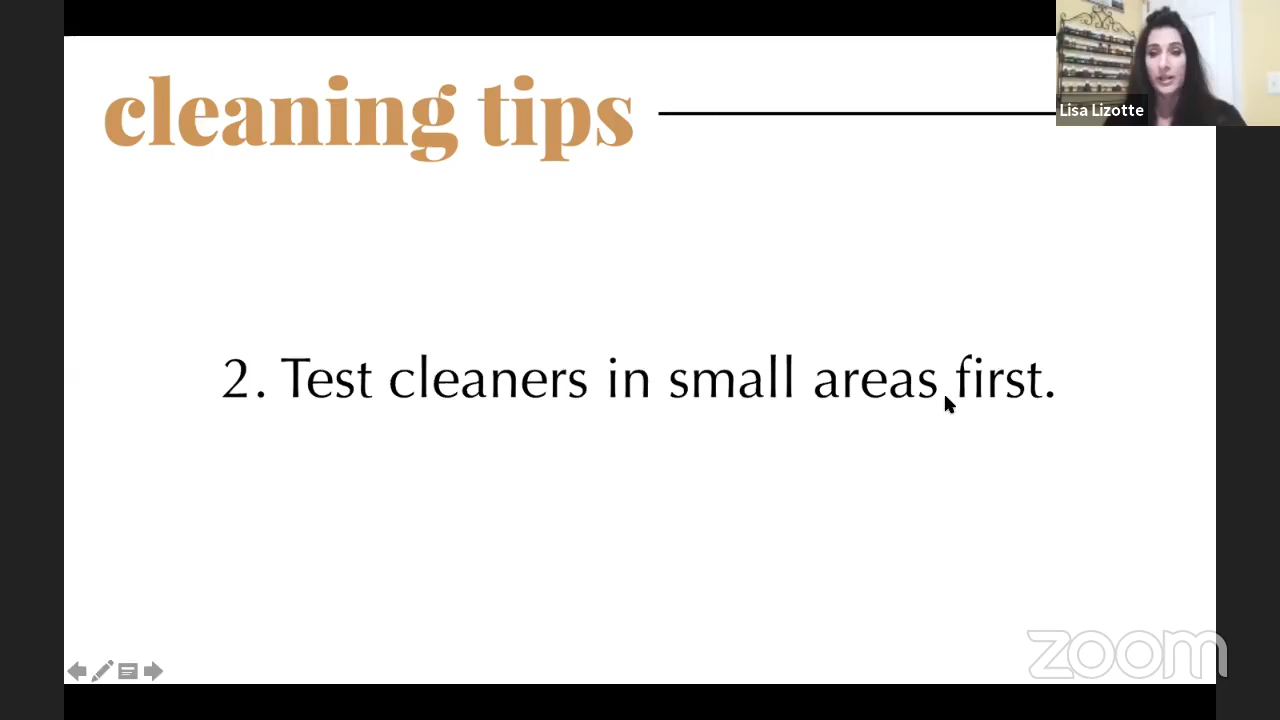 cleaning tips
Lisa Lizotte
2. Test cleaners in small areas first.
zoom